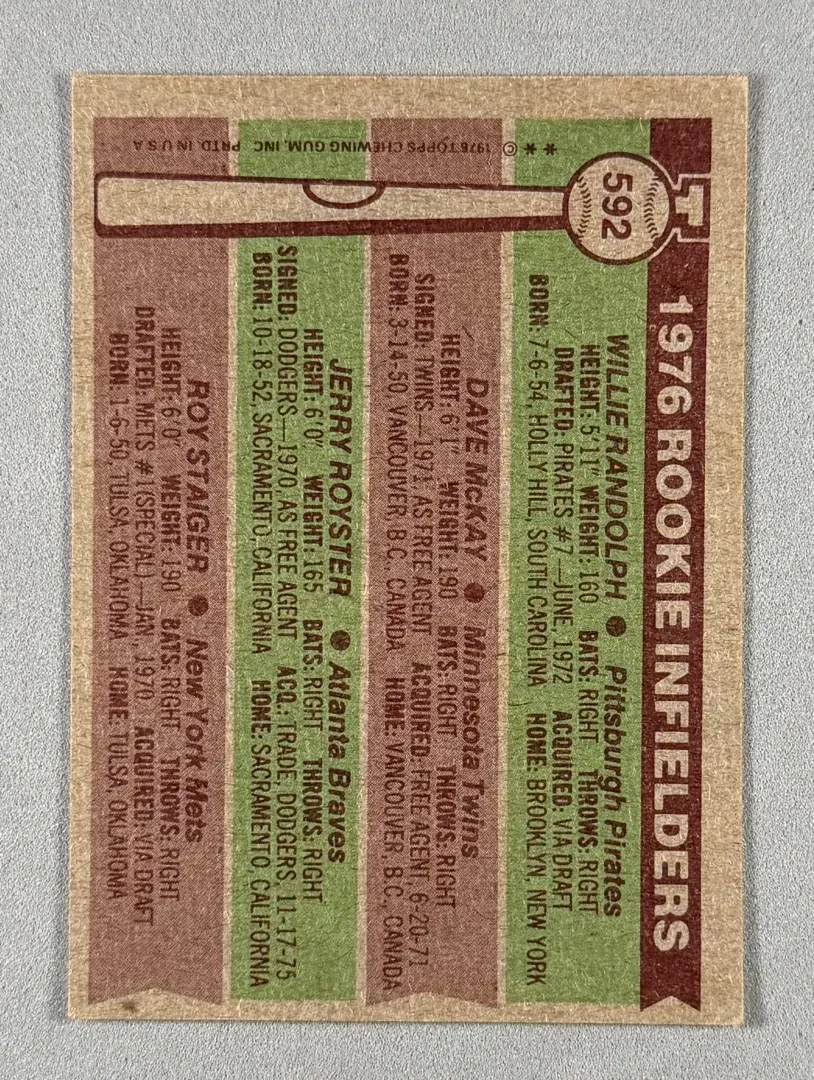 592
1976 ROOKIE INFIELDERS
WILLIE RANDOLPH ● Pittsburgh Pirates
HEIGHT: 5'11" WEIGHT: 160 BATS: RIGHT THROWS: RIGHT
DRAFTED: PIRATES #7—JUNE, 1972 ACQUIRED: VIA DRAFT
BORN: 7-6-54, HOLLY HILL, SOUTH CAROLINA HOME: BROOKLYN, NEW YORK
DAVE McKAY ● Minnesota Twins
HEIGHT: 6'1" WEIGHT: 190 BATS: RIGHT THROWS: RIGHT
SIGNED: TWINS—1971, AS FREE AGENT ACQUIRED: FREE AGENT, 6-20-71
BORN: 3-14-50, VANCOUVER, B.C., CANADA HOME: VANCOUVER, B.C., CANADA
JERRY ROYSTER ● Atlanta Braves
HEIGHT: 6'0" WEIGHT: 165 BATS: RIGHT THROWS: RIGHT
SIGNED: DODGERS—1970, AS FREE AGENT ACQ.: TRADE, DODGERS, 11-17-75
BORN: 10-18-52, SACRAMENTO, CALIFORNIA HOME: SACRAMENTO, CALIFORNIA
ROY STAIGER ● New York Mets
HEIGHT: 6'0" WEIGHT: 190 BATS: RIGHT THROWS: RIGHT
DRAFTED: METS #1(SPECIAL)—JAN., 1970 ACQUIRED: VIA DRAFT
BORN: 1-6-50, TULSA, OKLAHOMA HOME: TULSA, OKLAHOMA
** © 1976 TOPPS CHEWING GUM, INC PRTD. IN U S A